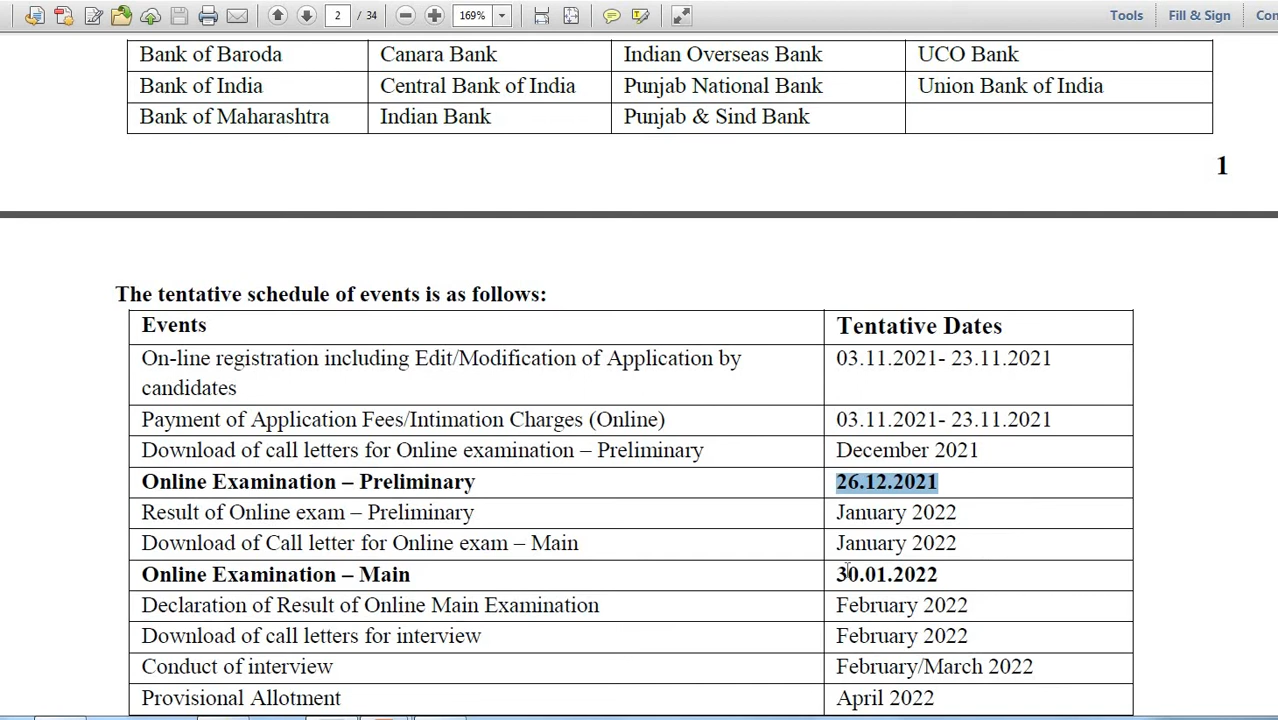 2 / 34 169% Tools Fill & Sign
Bank of Baroda Canara Bank Indian Overseas Bank UCO Bank
Bank of India Central Bank of India Punjab National Bank Union Bank of India
Bank of Maharashtra Indian Bank Punjab & Sind Bank
1
The tentative schedule of events is as follows:
Events Tentative Dates
On-line registration including Edit/Modification of Application by 03.11.2021- 23.11.2021
candidates
Payment of Application Fees/Intimation Charges (Online) 03.11.2021- 23.11.2021
Download of call letters for Online examination – Preliminary December 2021
Online Examination – Preliminary 26.12.2021
Result of Online exam – Preliminary January 2022
Download of Call letter for Online exam – Main January 2022
Online Examination – Main 30.01.2022
Declaration of Result of Online Main Examination February 2022
Download of call letters for interview February 2022
Conduct of interview February/March 2022
Provisional Allotment April 2022